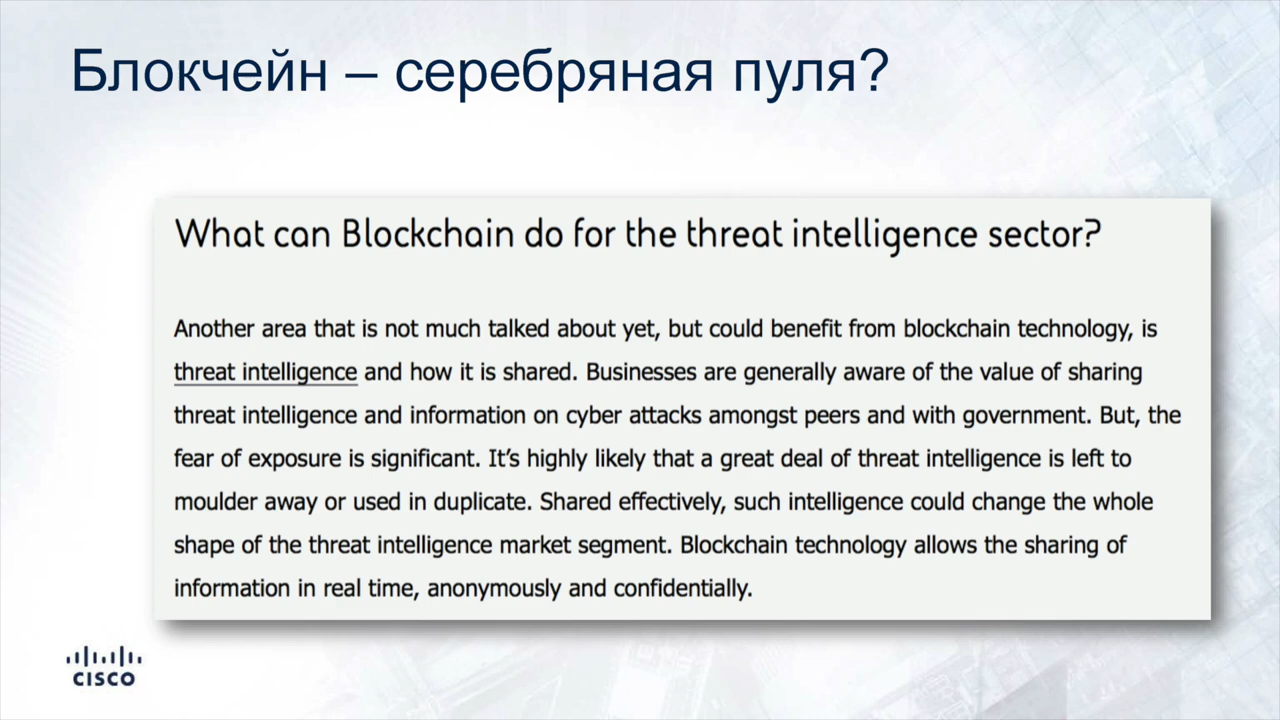 Блокчейн – серебряная пуля?
What can Blockchain do for the threat intelligence sector?
Another area that is not much talked about yet, but could benefit from blockchain technology, is
threat intelligence and how it is shared. Businesses are generally aware of the value of sharing
threat intelligence and information on cyber attacks amongst peers and with government. But, the
fear of exposure is significant. It’s highly likely that a great deal of threat intelligence is left to
moulder away or used in duplicate. Shared effectively, such intelligence could change the whole
shape of the threat intelligence market segment. Blockchain technology allows the sharing of
information in real time, anonymously and confidentially.
CISCO